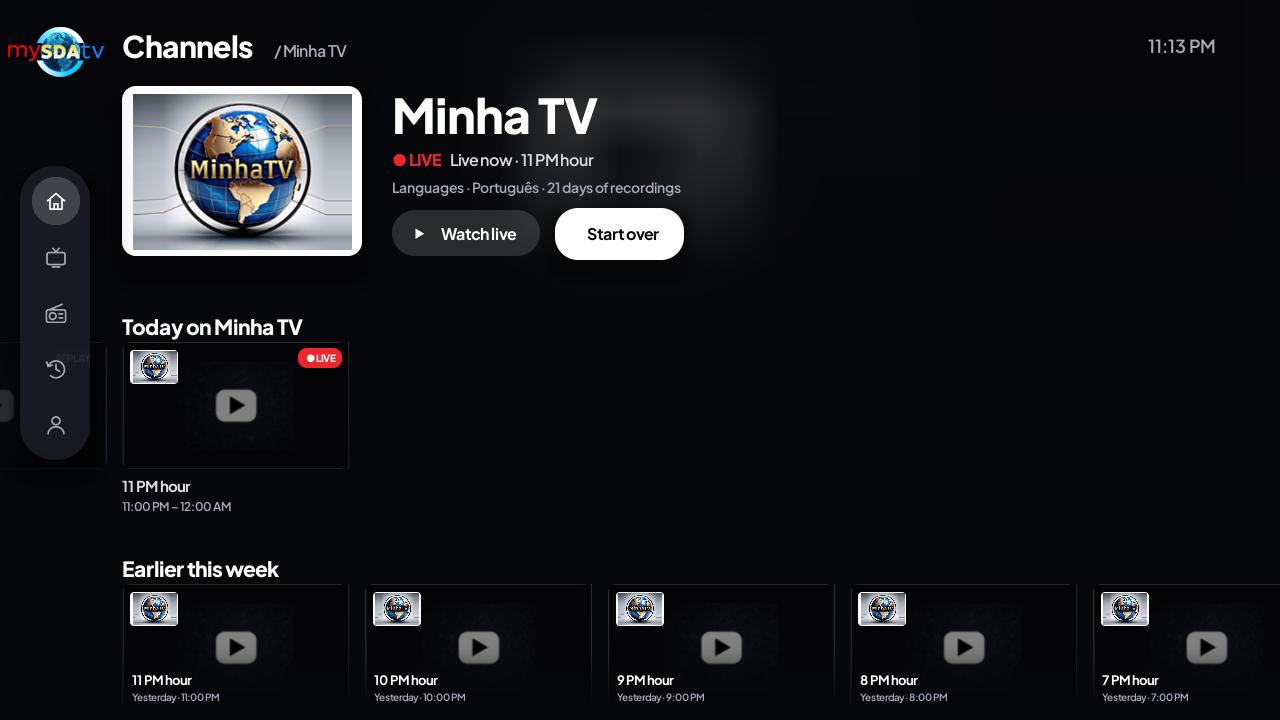 mySDAtv
Channels / Minha TV
11:13 PM
MinhaTV
Minha TV
LIVE Live now · 11 PM hour
Languages · Português · 21 days of recordings
Watch live
Start over
Today on Minha TV
REPLAY
LIVE
11 PM hour
11:00 PM – 12:00 AM
Earlier this week
11 PM hour
Yesterday · 11:00 PM
10 PM hour
Yesterday · 10:00 PM
9 PM hour
Yesterday · 9:00 PM
8 PM hour
Yesterday · 8:00 PM
7 PM hour
Yesterday · 7:00 PM